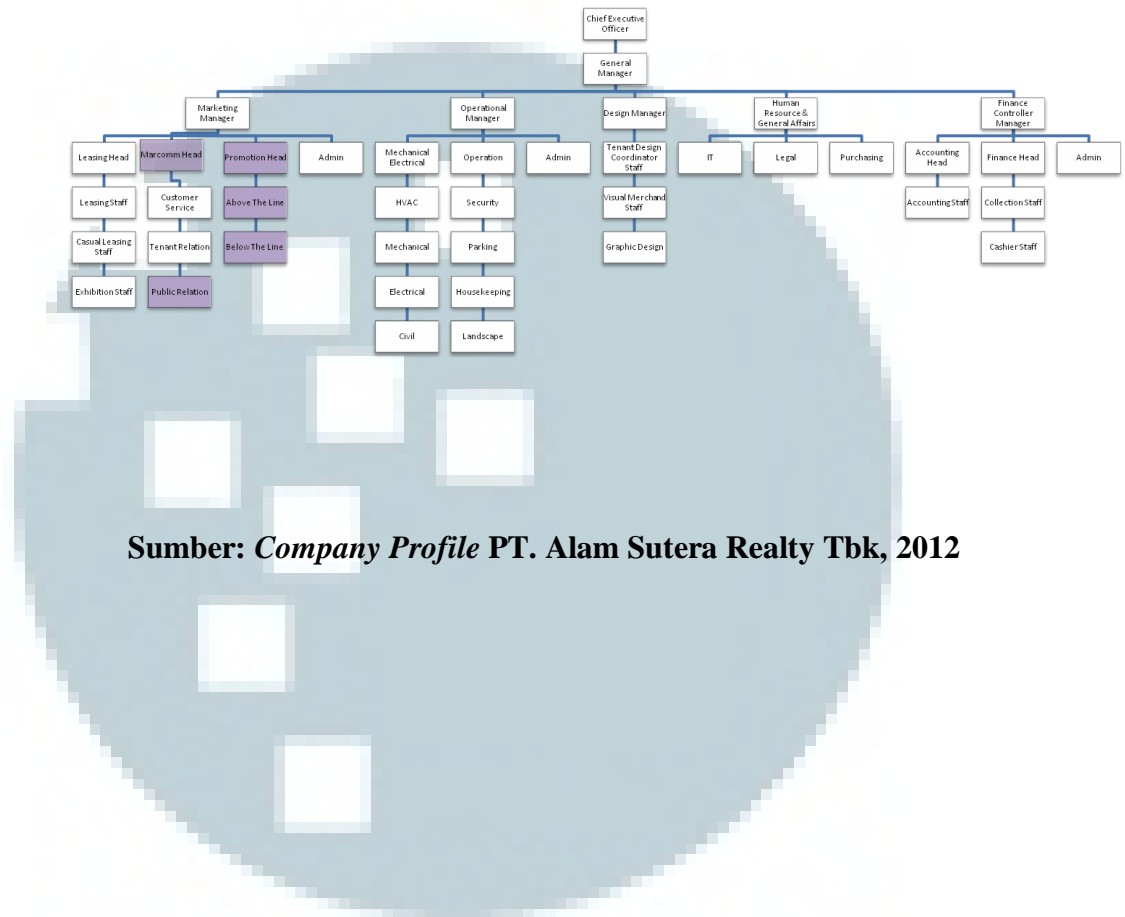 Chief Executive
Officer
General
Manager
Marketing
Manager
Operational
Manager
Design Manager
Human
Resource &
General Affairs
Finance
Controller
Manager
Leasing Head
Marcomm Head
Promotion Head
Admin
Mechanical
Electrical
Operation
Admin
Tenant Design
Coordinator
Staff
IT
Legal
Purchasing
Accounting
Head
Finance Head
Admin
Leasing Staff
Customer
Service
Above The Line
HVAC
Security
Visual Merchand
Staff
Accounting Staff
Collection Staff
Casual Leasing
Staff
Tenant Relation
Below The Line
Mechanical
Parking
Graphic Design
Cashier Staff
Exhibition Staff
Public Relation
Electrical
Housekeeping
Civil
Landscape
Sumber: Company Profile PT. Alam Sutera Realty Tbk, 2012